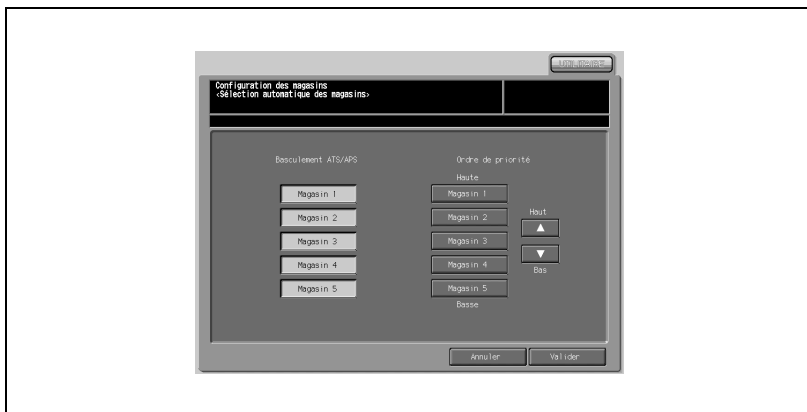 UTILITAIRE
Configuration des magasins
<Sélection automatique des magasins>
Basculement ATS/APS
Magasin 1
Magasin 2
Magasin 3
Magasin 4
Magasin 5
Ordre de priorité
Haute
Magasin 1
Magasin 2
Magasin 3
Magasin 4
Magasin 5
Basse
Haut
Bas
Annuler
Valider